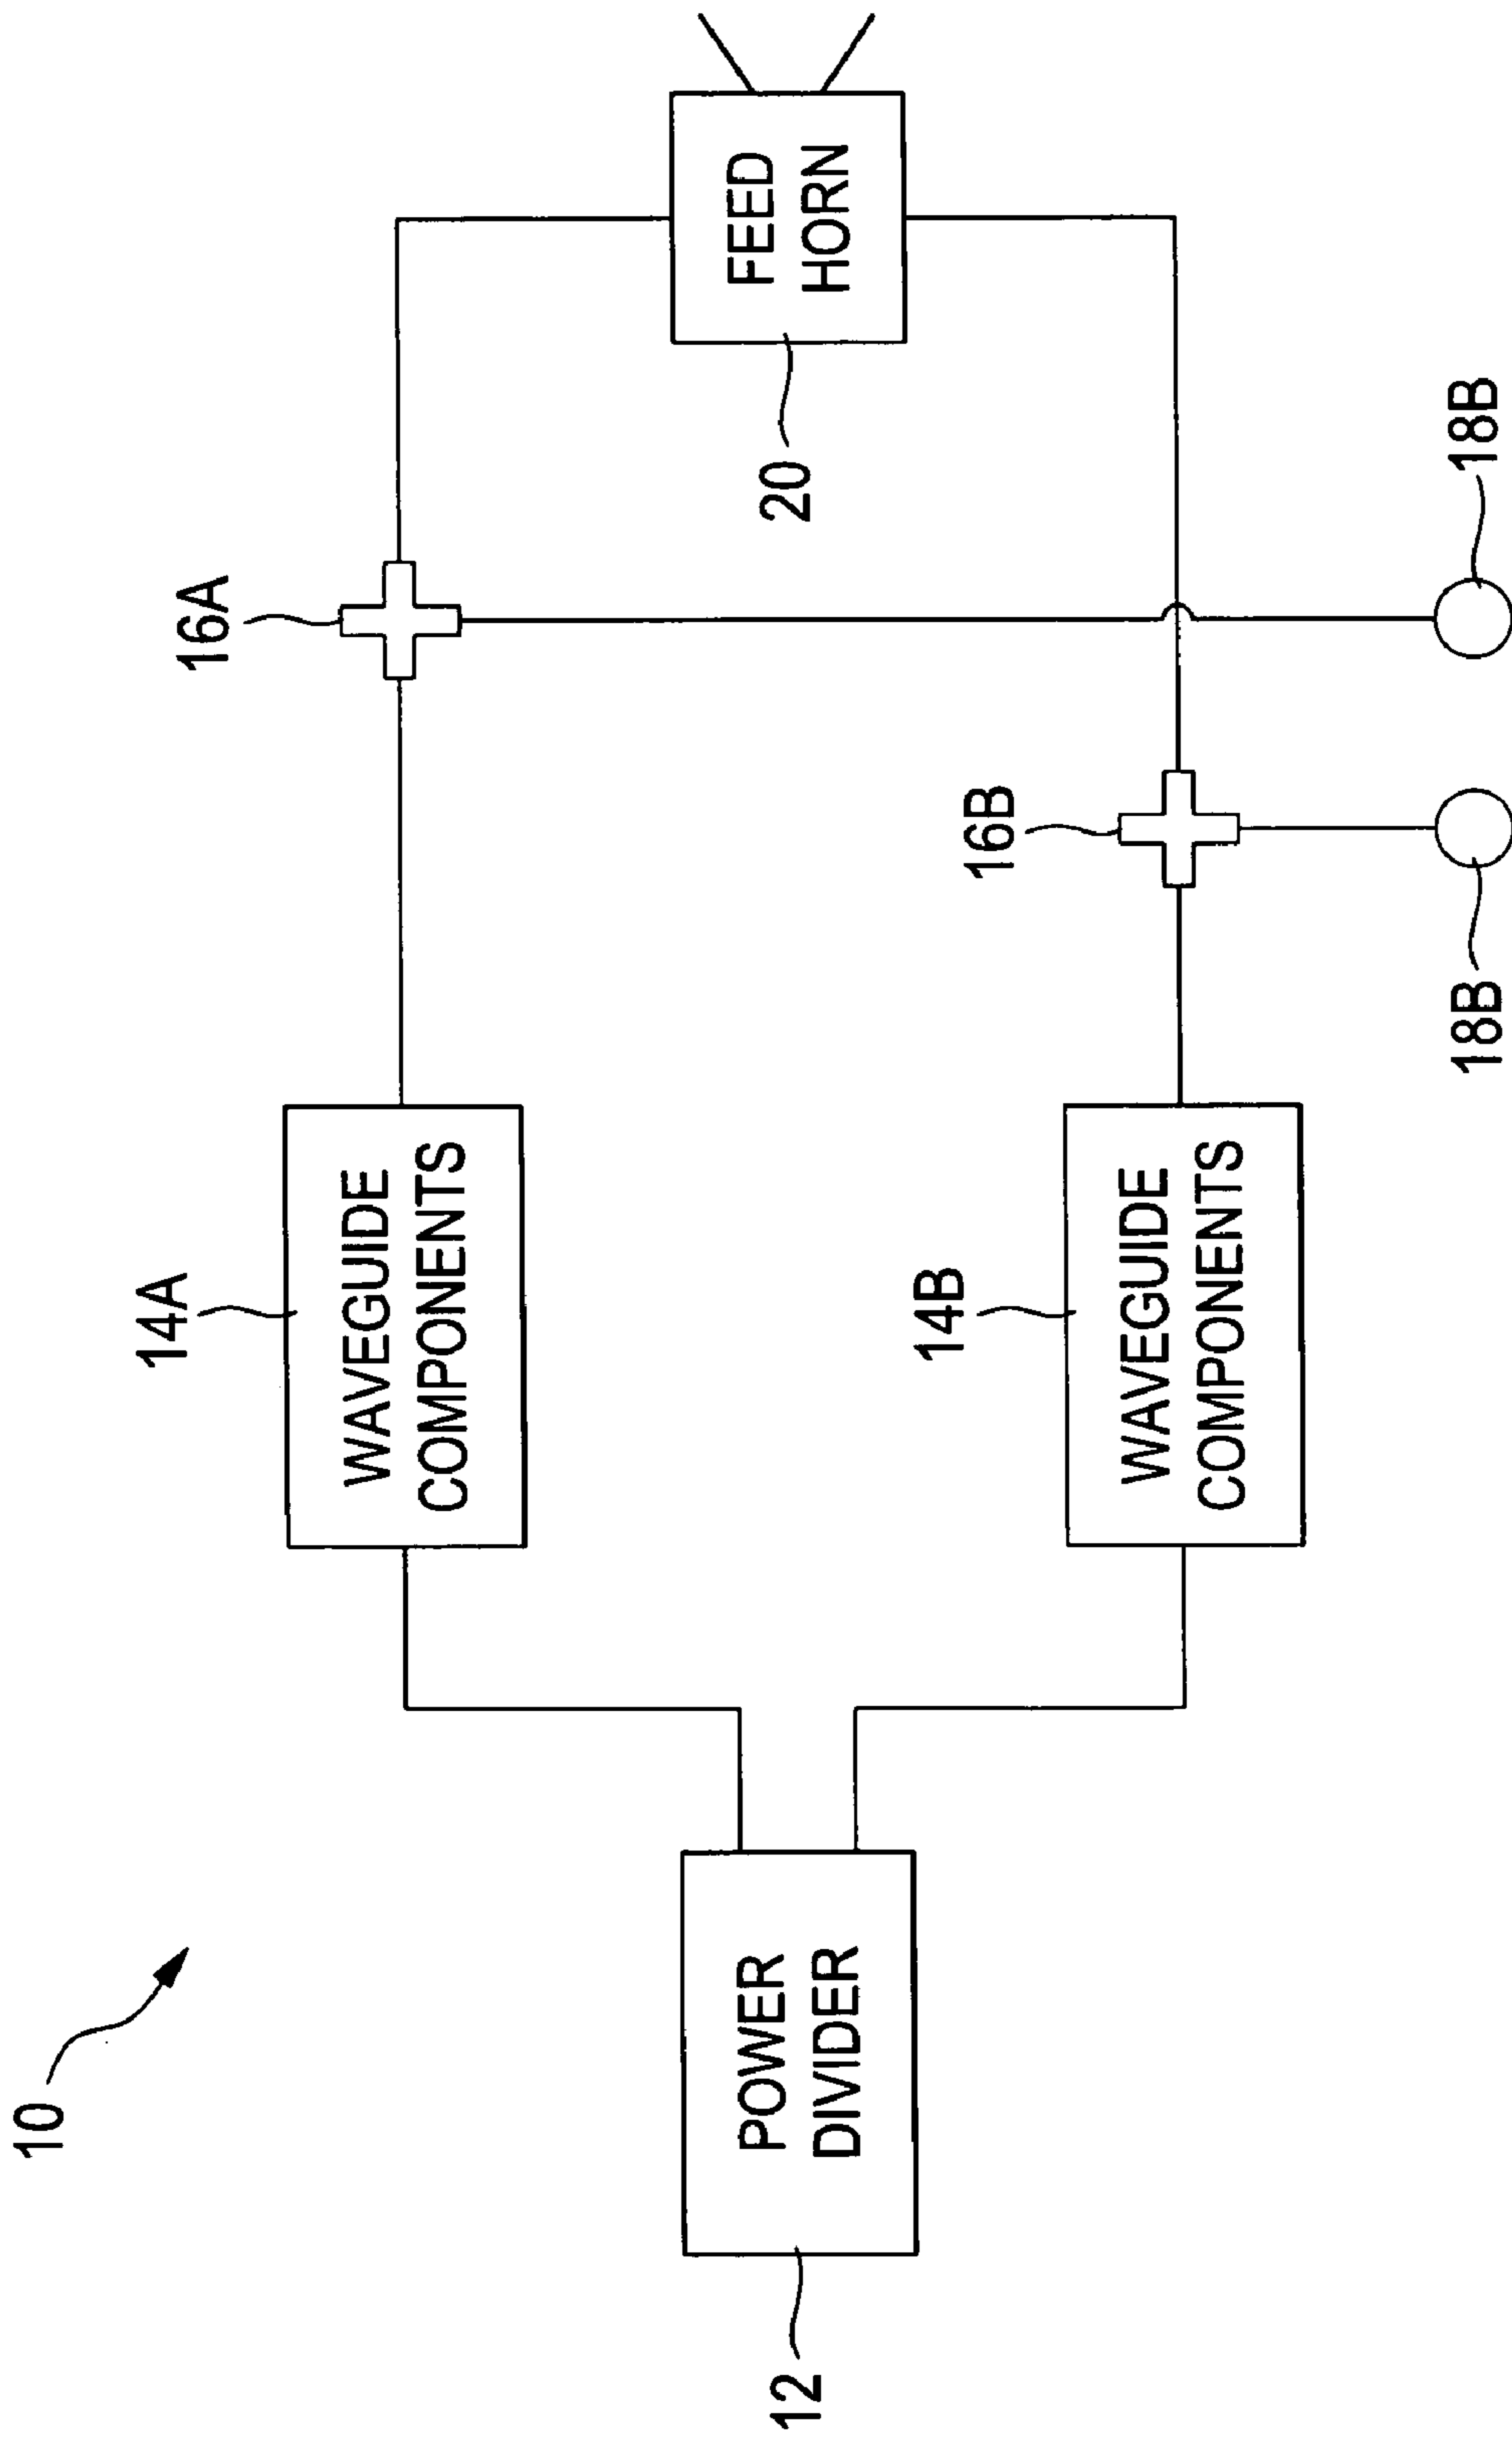 10
12
POWER
DIVIDER
14A
WAVEGUIDE
COMPONENTS
14B
WAVEGUIDE
COMPONENTS
16A
16B
18B
18B
20
FEED
HORN